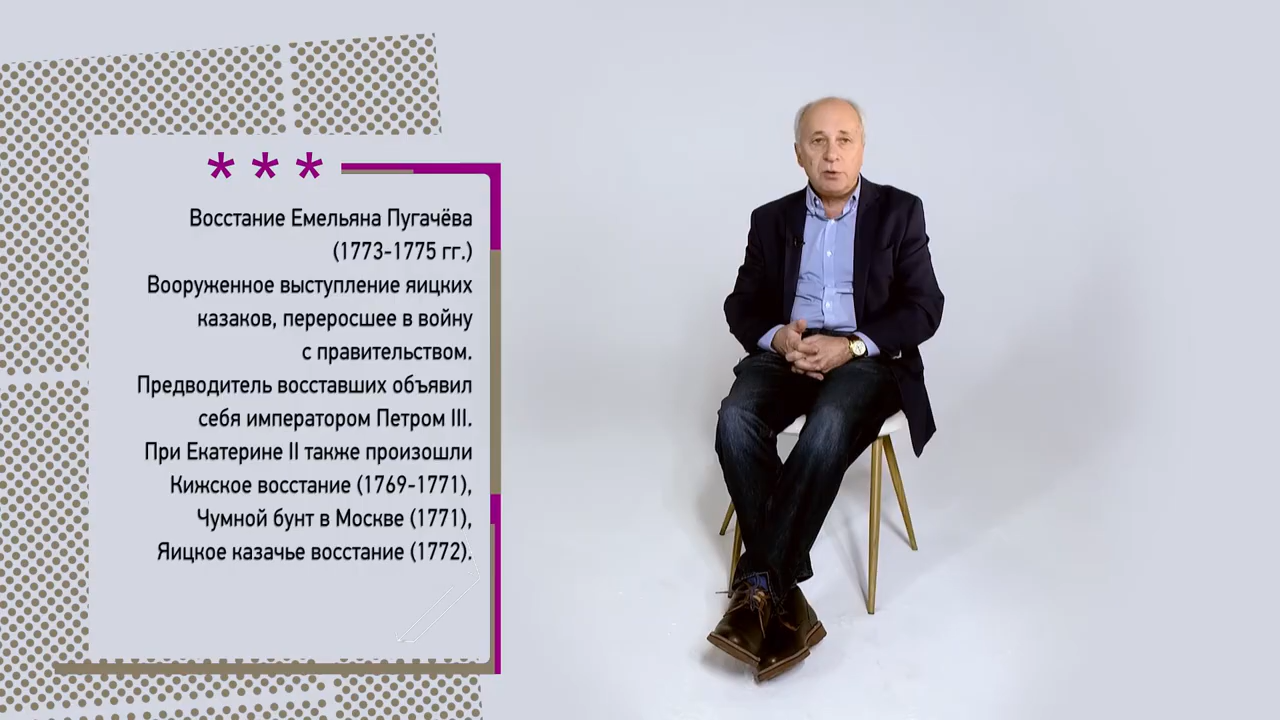 * * *
Восстание Емельяна Пугачёва
(1773-1775 гг.)
Вооруженное выступление яицких
казаков, переросшее в войну
с правительством.
Предводитель восставших объявил
себя императором Петром III.
При Екатерине II также произошли
Кижское восстание (1769-1771),
Чумной бунт в Москве (1771),
Яицкое казачье восстание (1772).